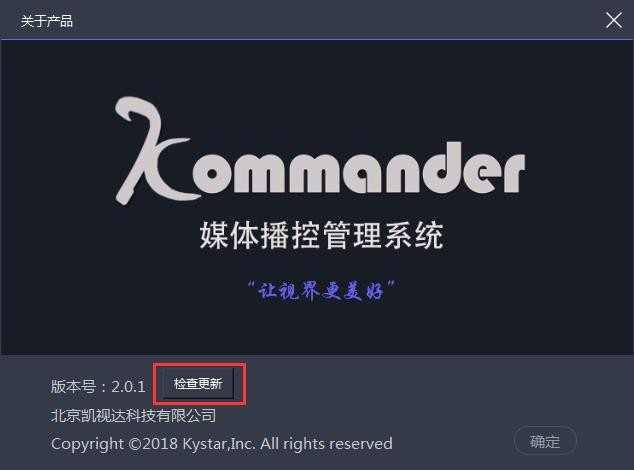 关于产品
Kommander
媒体播控管理系统
“让视界更美好”
版本号：2.0.1 检查更新
北京凯视达科技有限公司
Copyright ©2018 Kystar,Inc. All rights reserved
确定